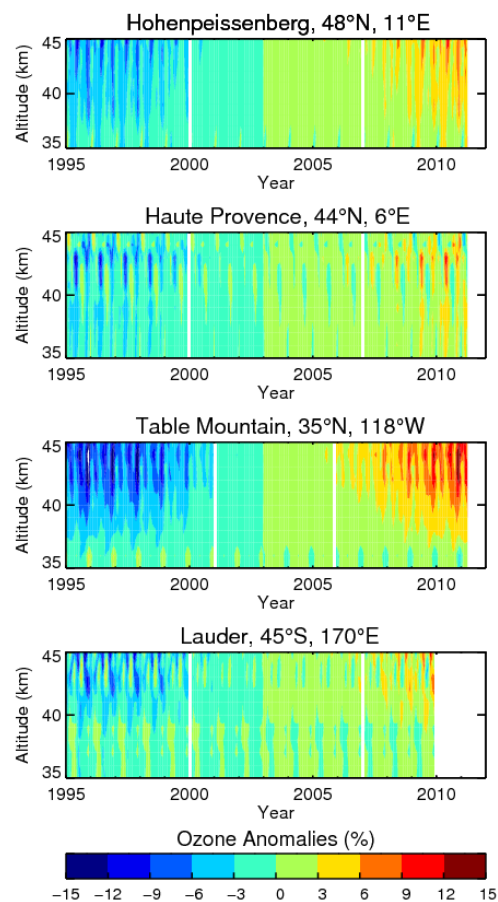 Hohenpeissenberg, 48°N, 11°E
Altitude (km)
45
40
35
1995 2000 2005 2010
Year
Haute Provence, 44°N, 6°E
Altitude (km)
45
40
35
1995 2000 2005 2010
Year
Table Mountain, 35°N, 118°W
Altitude (km)
45
40
35
1995 2000 2005 2010
Year
Lauder, 45°S, 170°E
Altitude (km)
45
40
35
1995 2000 2005 2010
Year
Ozone Anomalies (%)
−15 −12 −9 −6 −3 0 3 6 9 12 15